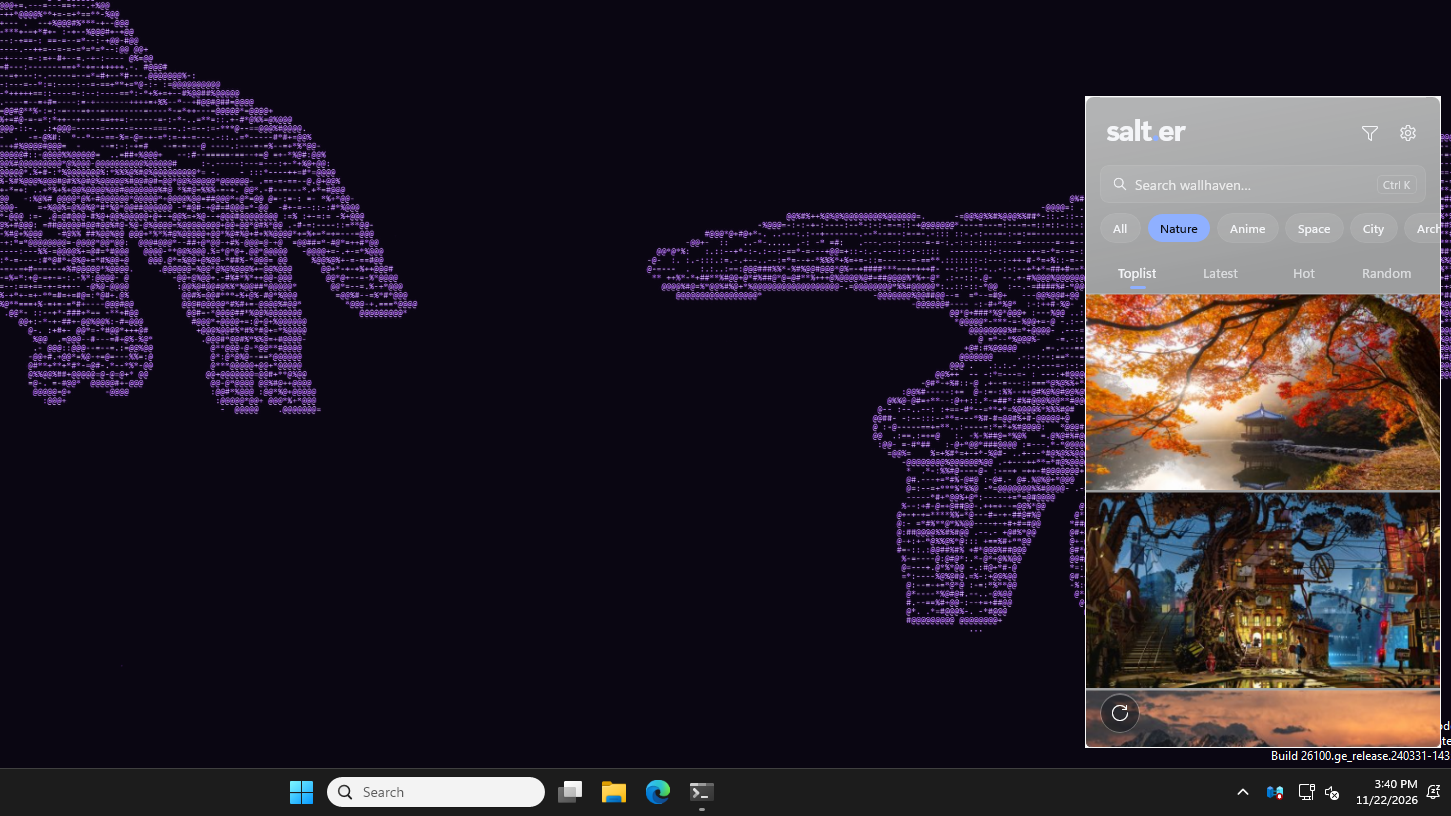 salt.er
Search wallhaven...
Ctrl K
All
Nature
Anime
Space
City
Arch
Toplist
Latest
Hot
Random
Build 26100.ge_release.240331-143
Search
3:40 PM
11/22/2026